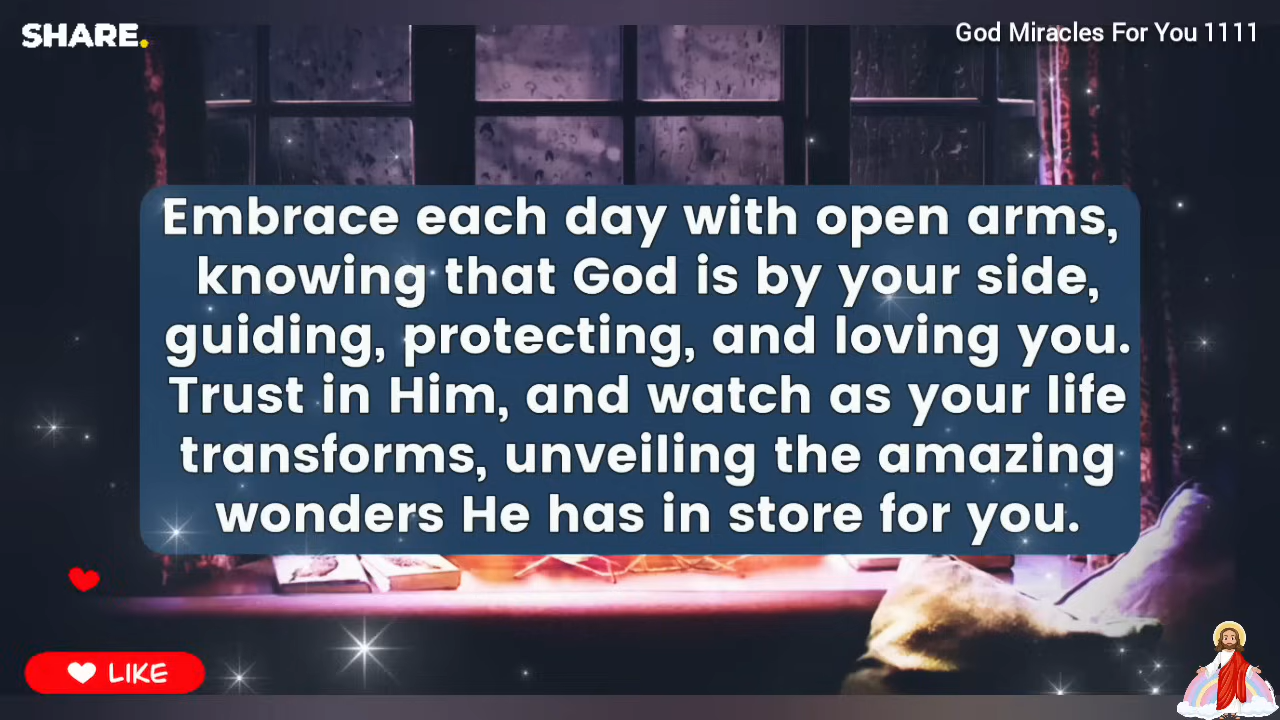 SHARE.
God Miracles For You 1111
Embrace each day with open arms,
knowing that God is by your side,
guiding, protecting, and loving you.
Trust in Him, and watch as your life
transforms, unveiling the amazing
wonders He has in store for you.
LIKE